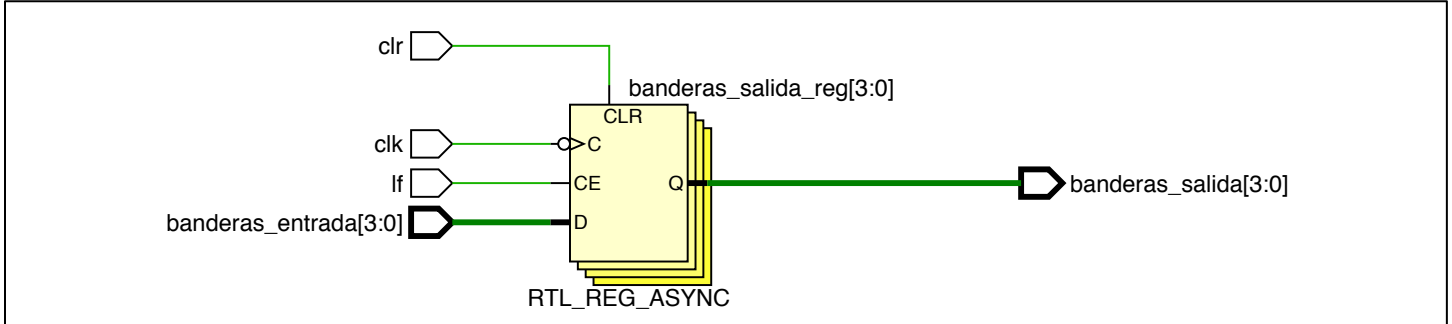 clr
banderas_salida_reg[3:0]
CLR
clk
C
lf
CE
Q
banderas_salida[3:0]
banderas_entrada[3:0]
D
RTL_REG_ASYNC